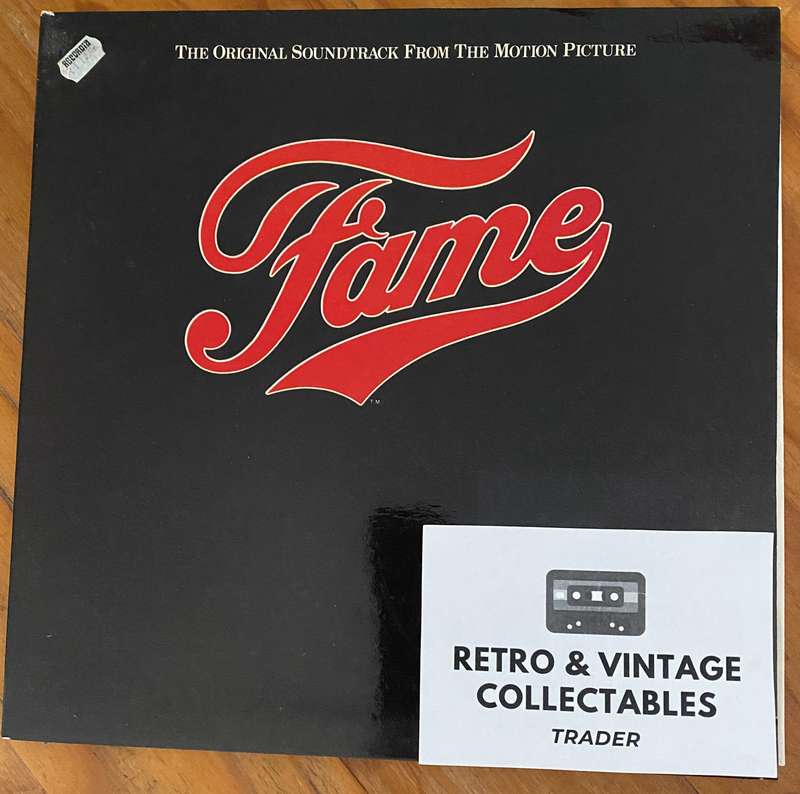 THE ORIGINAL SOUNDTRACK FROM THE MOTION PICTURE
Fame
T.M.
RETRO & VINTAGE
COLLECTABLES
TRADER